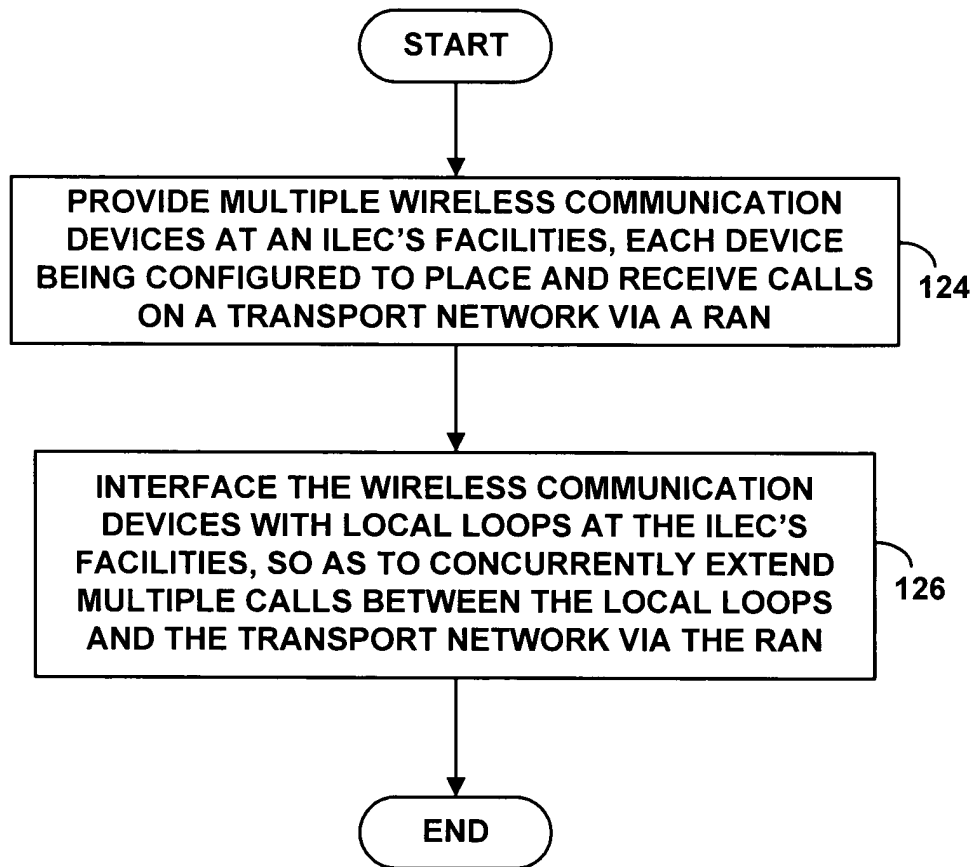 START
PROVIDE MULTIPLE WIRELESS COMMUNICATION
DEVICES AT AN ILEC'S FACILITIES, EACH DEVICE
BEING CONFIGURED TO PLACE AND RECEIVE CALLS
ON A TRANSPORT NETWORK VIA A RAN
124
INTERFACE THE WIRELESS COMMUNICATION
DEVICES WITH LOCAL LOOPS AT THE ILEC'S
FACILITIES, SO AS TO CONCURRENTLY EXTEND
MULTIPLE CALLS BETWEEN THE LOCAL LOOPS
AND THE TRANSPORT NETWORK VIA THE RAN
126
END